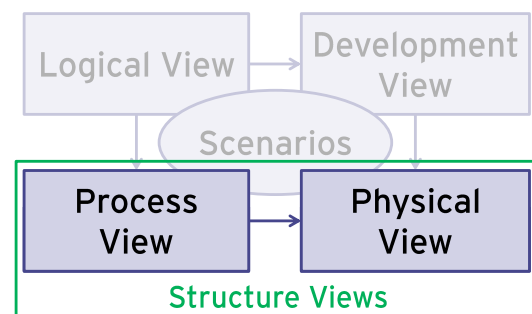 Logical View
Development
View
Scenarios
Process
View
Physical
View
Structure Views